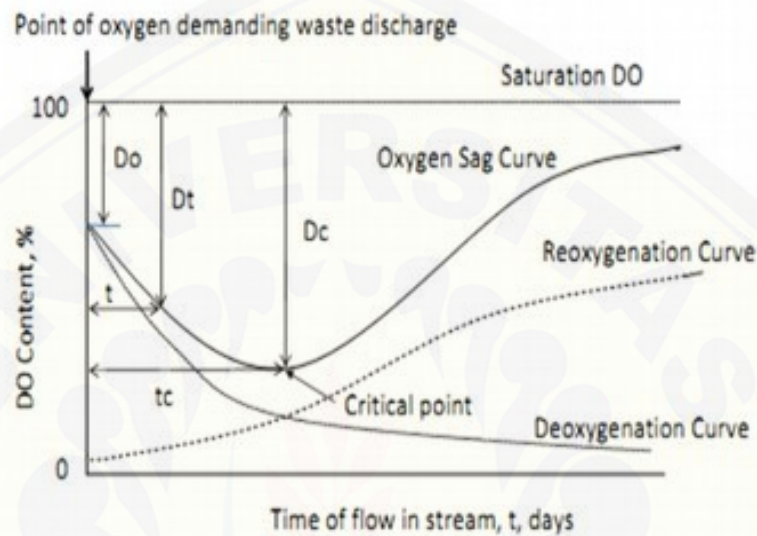 Point of oxygen demanding waste discharge
Saturation DO
100
Do
Oxygen Sag Curve
Dt
Dc
Reoxygenation Curve
t
DO Content, %
tc
Critical point
Deoxygenation Curve
0
Time of flow in stream, t, days
UNIVERSITAS